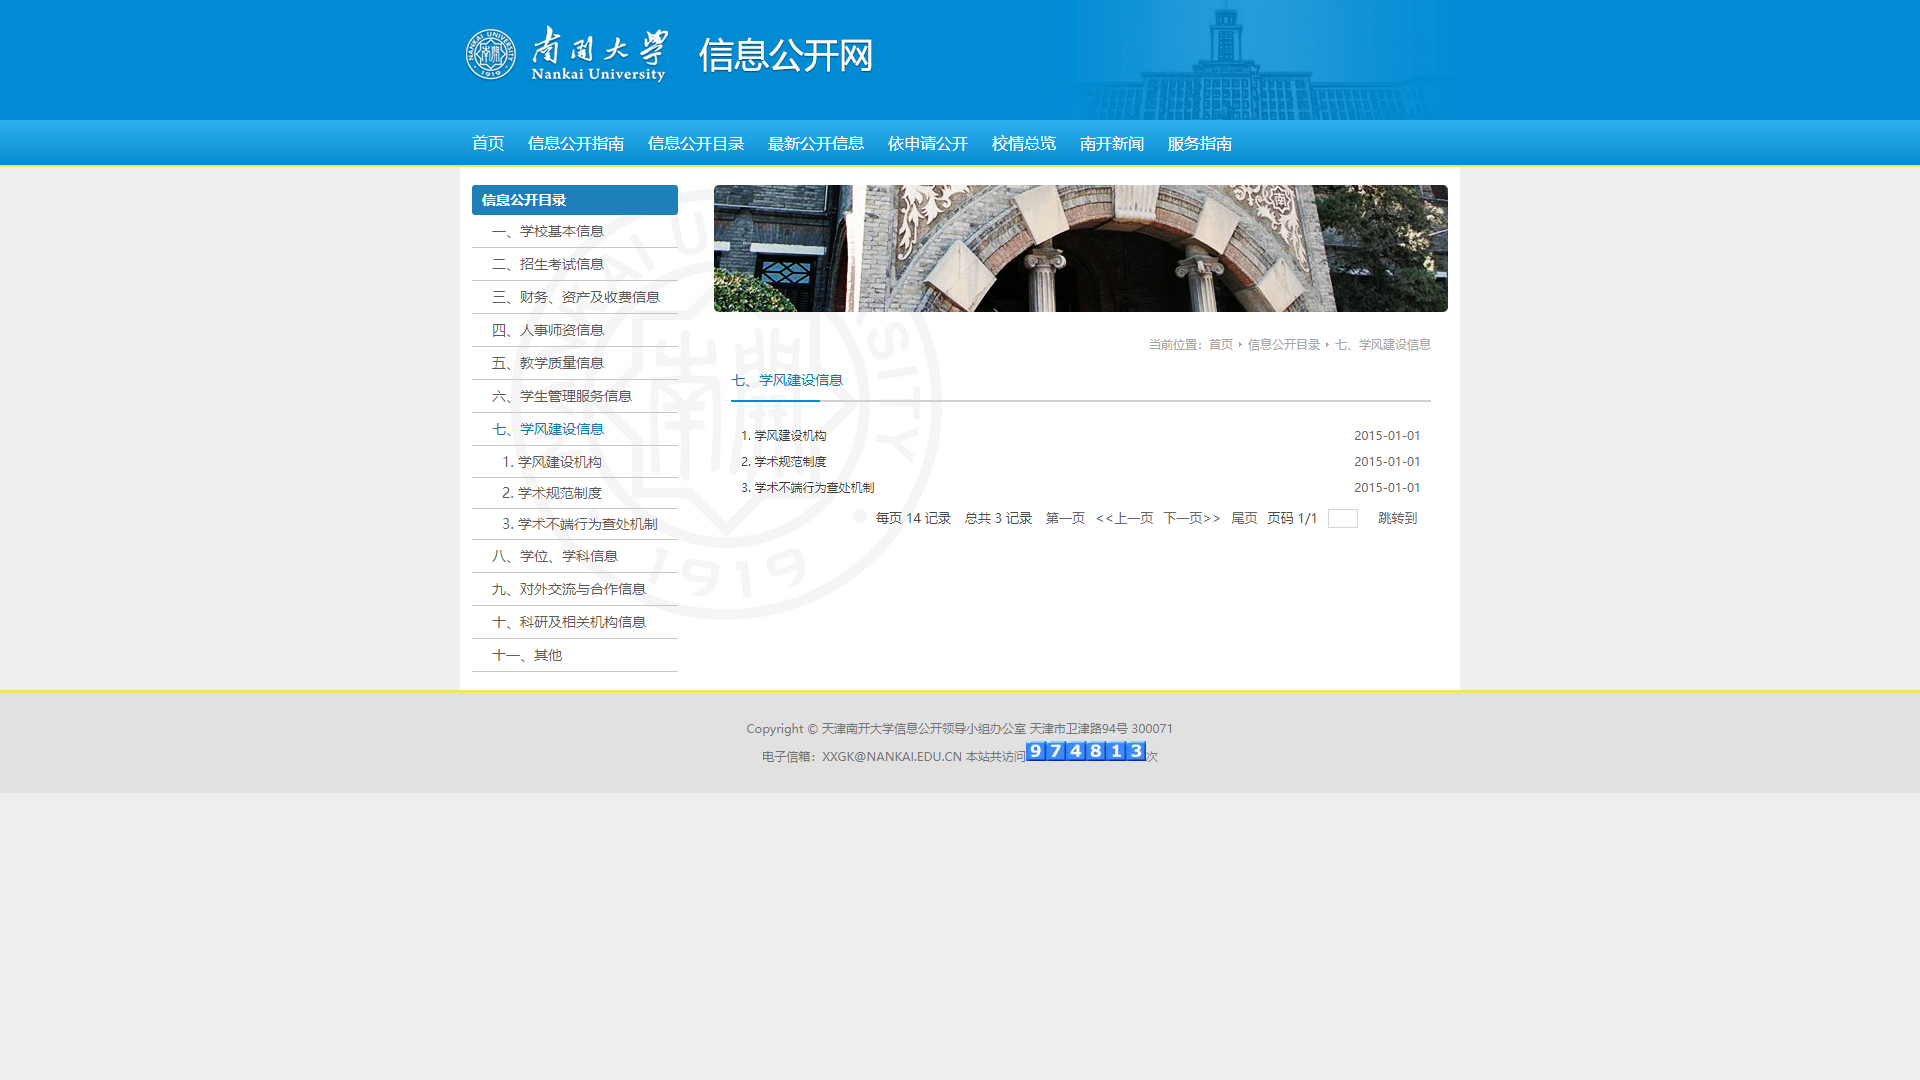 南开大学
Nankai University
NANKAI UNIVERSITY
1919
信息公开网
首页 信息公开指南 信息公开目录 最新公开信息 依申请公开 校情总览 南开新闻 服务指南
信息公开目录
一、学校基本信息
二、招生考试信息
三、财务、资产及收费信息
四、人事师资信息
五、教学质量信息
六、学生管理服务信息
七、学风建设信息
1. 学风建设机构
2. 学术规范制度
3. 学术不端行为查处机制
八、学位、学科信息
九、对外交流与合作信息
十、科研及相关机构信息
十一、其他
当前位置: 首页 信息公开目录 七、学风建设信息
七、学风建设信息
1. 学风建设机构 2015-01-01
2. 学术规范制度 2015-01-01
3. 学术不端行为查处机制 2015-01-01
每页 14 记录 总共 3 记录 第一页 <<上一页 下一页>> 尾页 页码 1/1 跳转到
1919
Copyright © 天津南开大学信息公开领导小组办公室 天津市卫津路94号 300071
电子信箱：XXGK@NANKAI.EDU.CN 本站共访问974813次